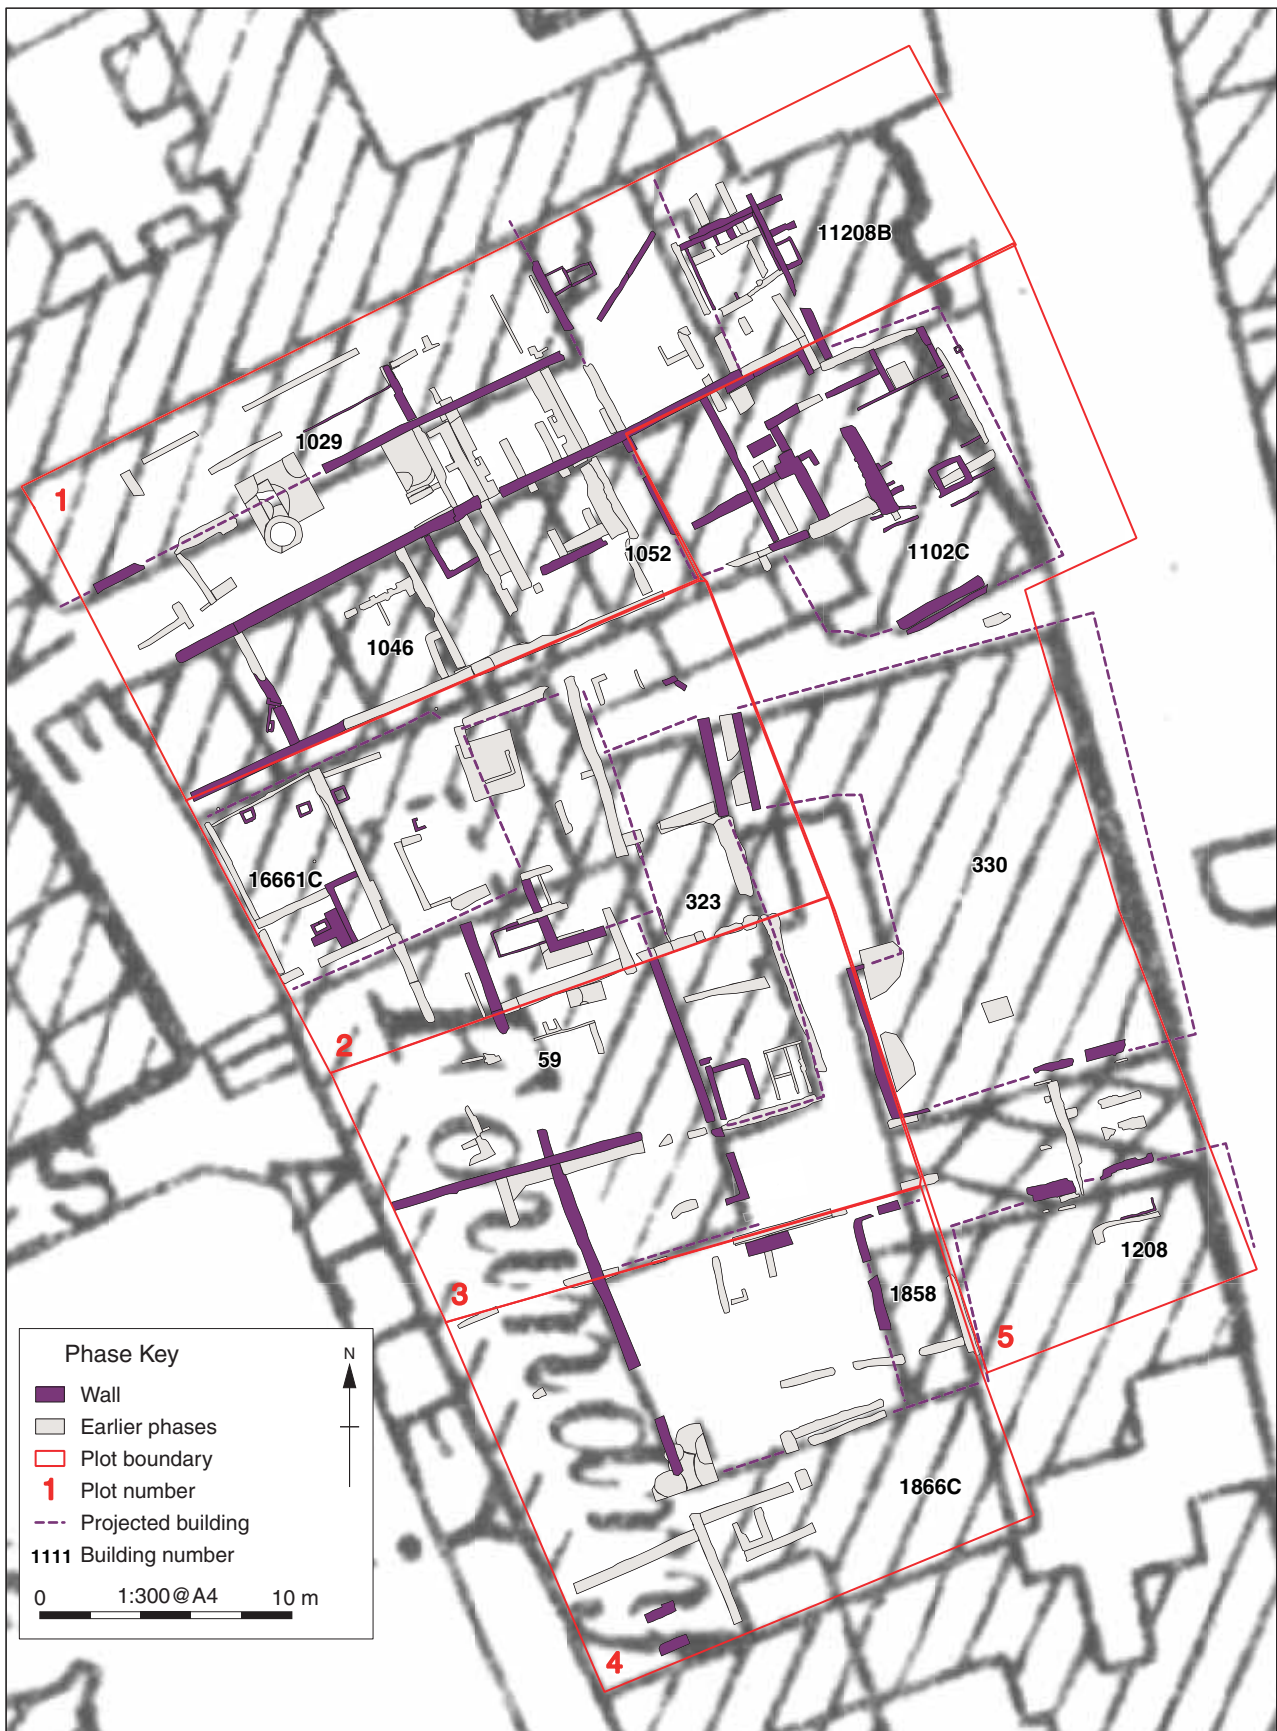 11208B
1029
1
1052
1102C
1046
16661C
330
323
2
59
1208
3
1858
5
1866C
4
Phase Key
N
Wall
Earlier phases
Plot boundary
1 Plot number
Projected building
1111 Building number
0 1:300@A4 10 m